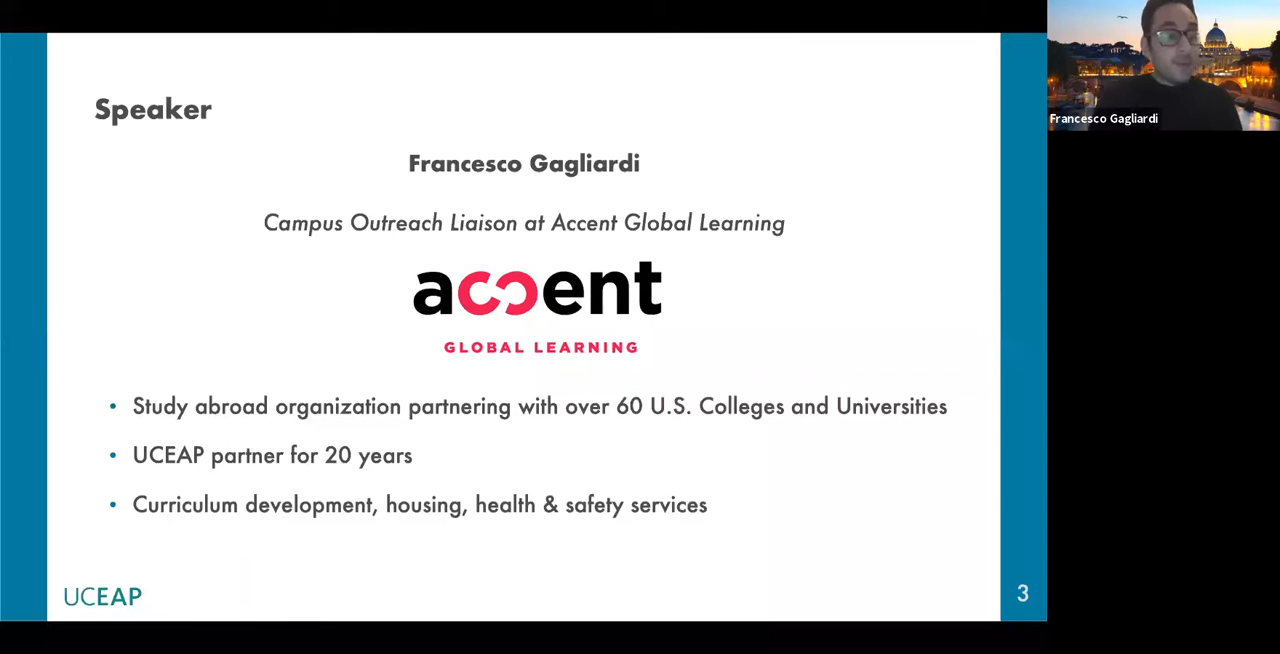 Speaker
Francesco Gagliardi
Campus Outreach Liaison at Accent Global Learning
accent
GLOBAL LEARNING
• Study abroad organization partnering with over 60 U.S. Colleges and Universities
• UCEAP partner for 20 years
• Curriculum development, housing, health & safety services
UCEAP
3
Francesco Gagliardi